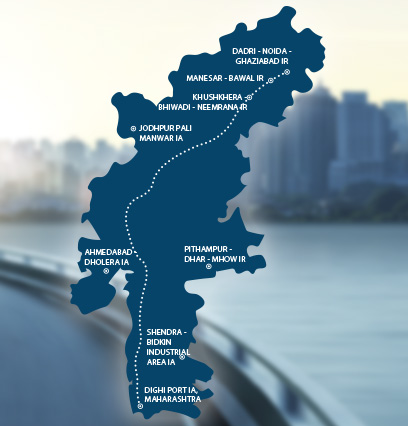 DADRI - NOIDA -
GHAZIABAD IR
MANESAR - BAWAL IR
KHUSHKHERA -
BHIWADI - NEEMRANA IR
JODHPUR PALI
MANWAR IA
AHMEDABAD -
DHOLERA IA
PITHAMPUR -
DHAR - MHOW IR
SHENDRA -
BIDKIN
INDUSTRIAL
AREA IA
DIGHI PORT IA,
MAHARASHTRA